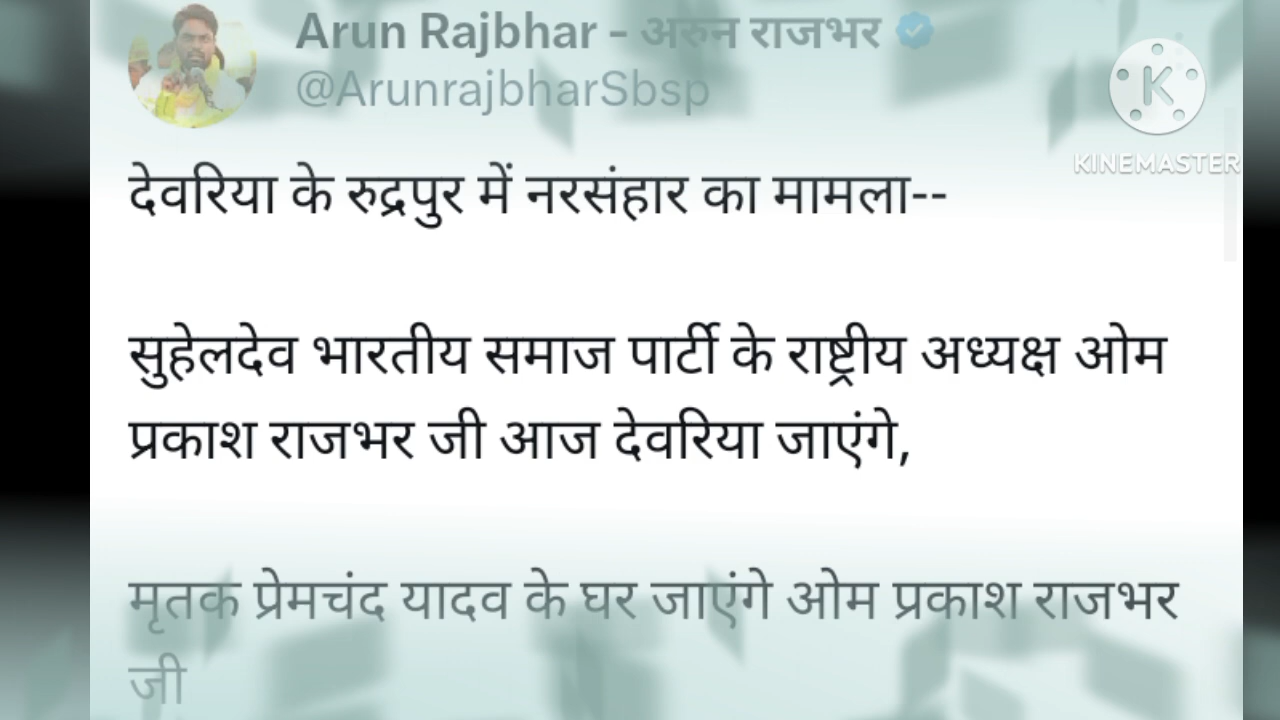 Arun Rajbhar - अरुन राजभर
@ArunrajbharSbsp
KINEMASTER
देवरिया के रुद्रपुर में नरसंहार का मामला--
सुहेलदेव भारतीय समाज पार्टी के राष्ट्रीय अध्यक्ष ओम
प्रकाश राजभर जी आज देवरिया जाएंगे,
मृतक प्रेमचंद यादव के घर जाएंगे ओम प्रकाश राजभर
जी